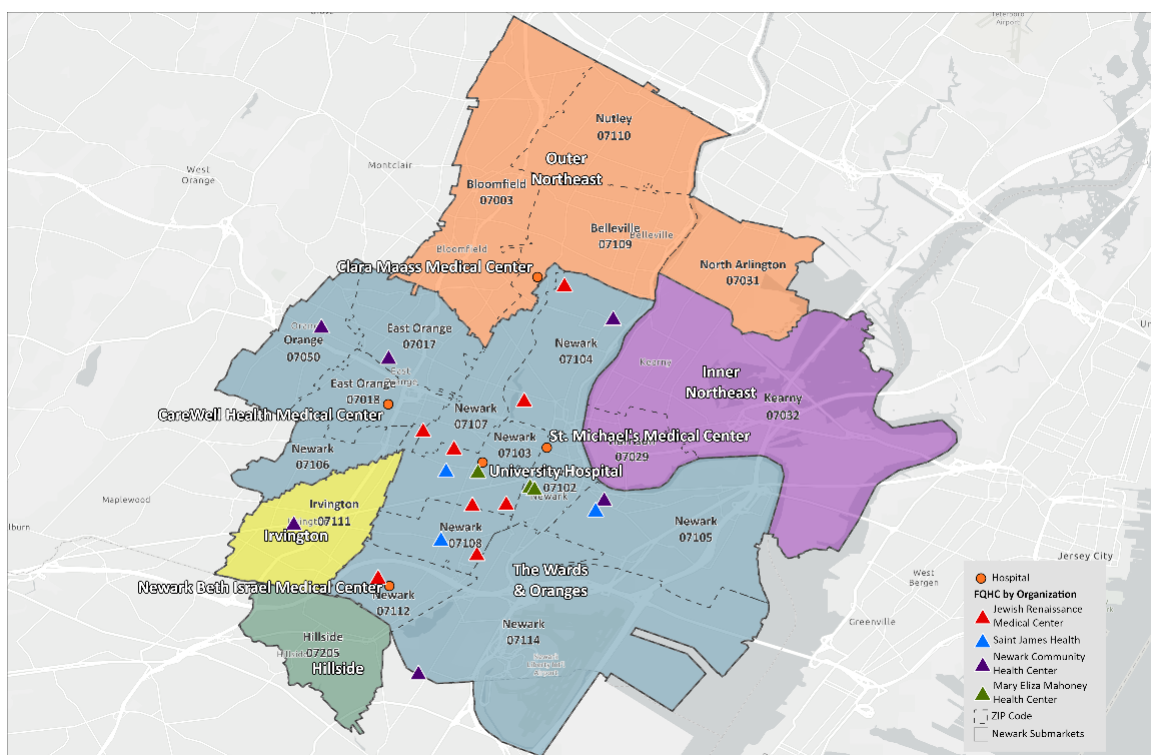 Nutley
07110
Montclair
West
Orange
Outer
Northeast
Bloomfield
07003
Belleville
07109
Belleville
Bloomfield
North Arlington
07031
Clara Maass Medical Center
Orange
07050
East Orange
07017
Newark
07104
Kearny
Inner
Northeast
Kearny
07032
East Orange
07018
CareWell Health Medical Center
Newark
07107
Newark
07103
St. Michael's Medical Center
07029
University Hospital
07102
Newark
Newark
07106
Maplewood
Irvington
07111
Irvington
Newark
07108
Newark
07105
The Wards
& Oranges
Newark Beth Israel Medical Center
Newark
07112
Newark
07114
Hillside
07205
Hillside
Jersey City
West
Bergen
Greenville
Hospital
FQHC by Organization
Jewish Renaissance
Medical Center
Saint James Health
Newark Community
Health Center
Mary Eliza Mahoney
Health Center
ZIP Code
Newark Submarkets